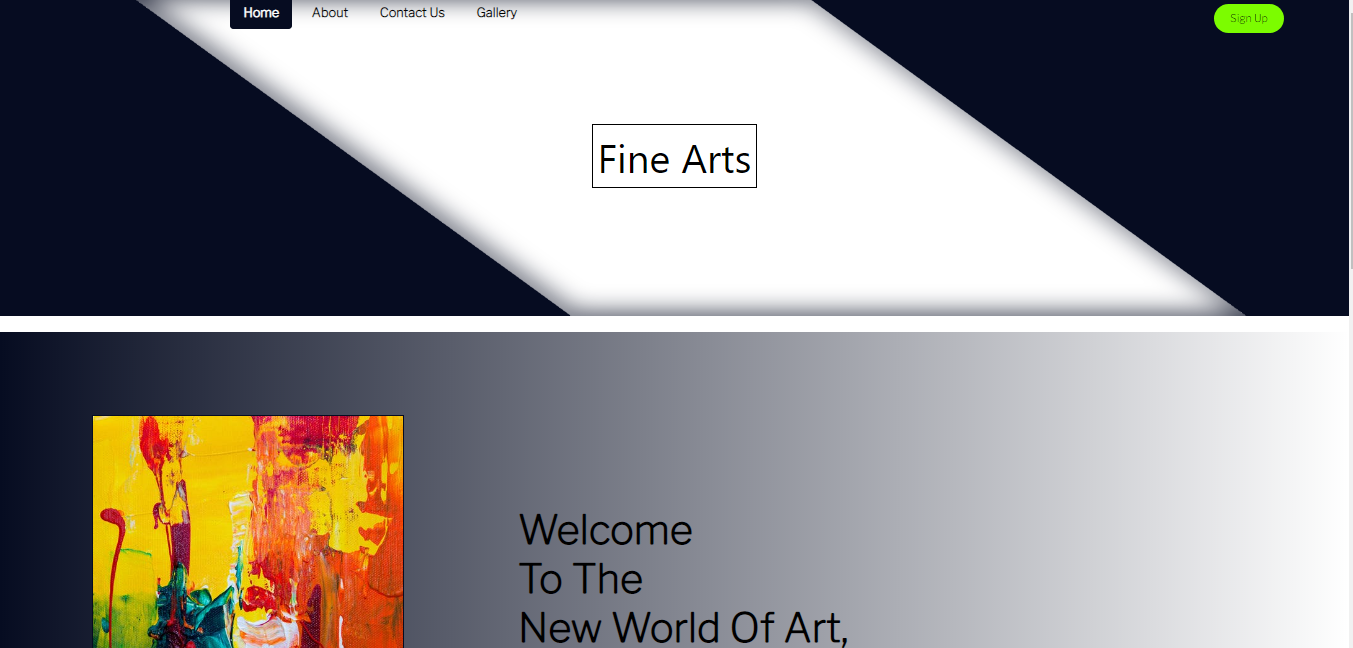 Home About Contact Us Gallery Sign Up
Fine Arts
Welcome
To The
New World Of Art,